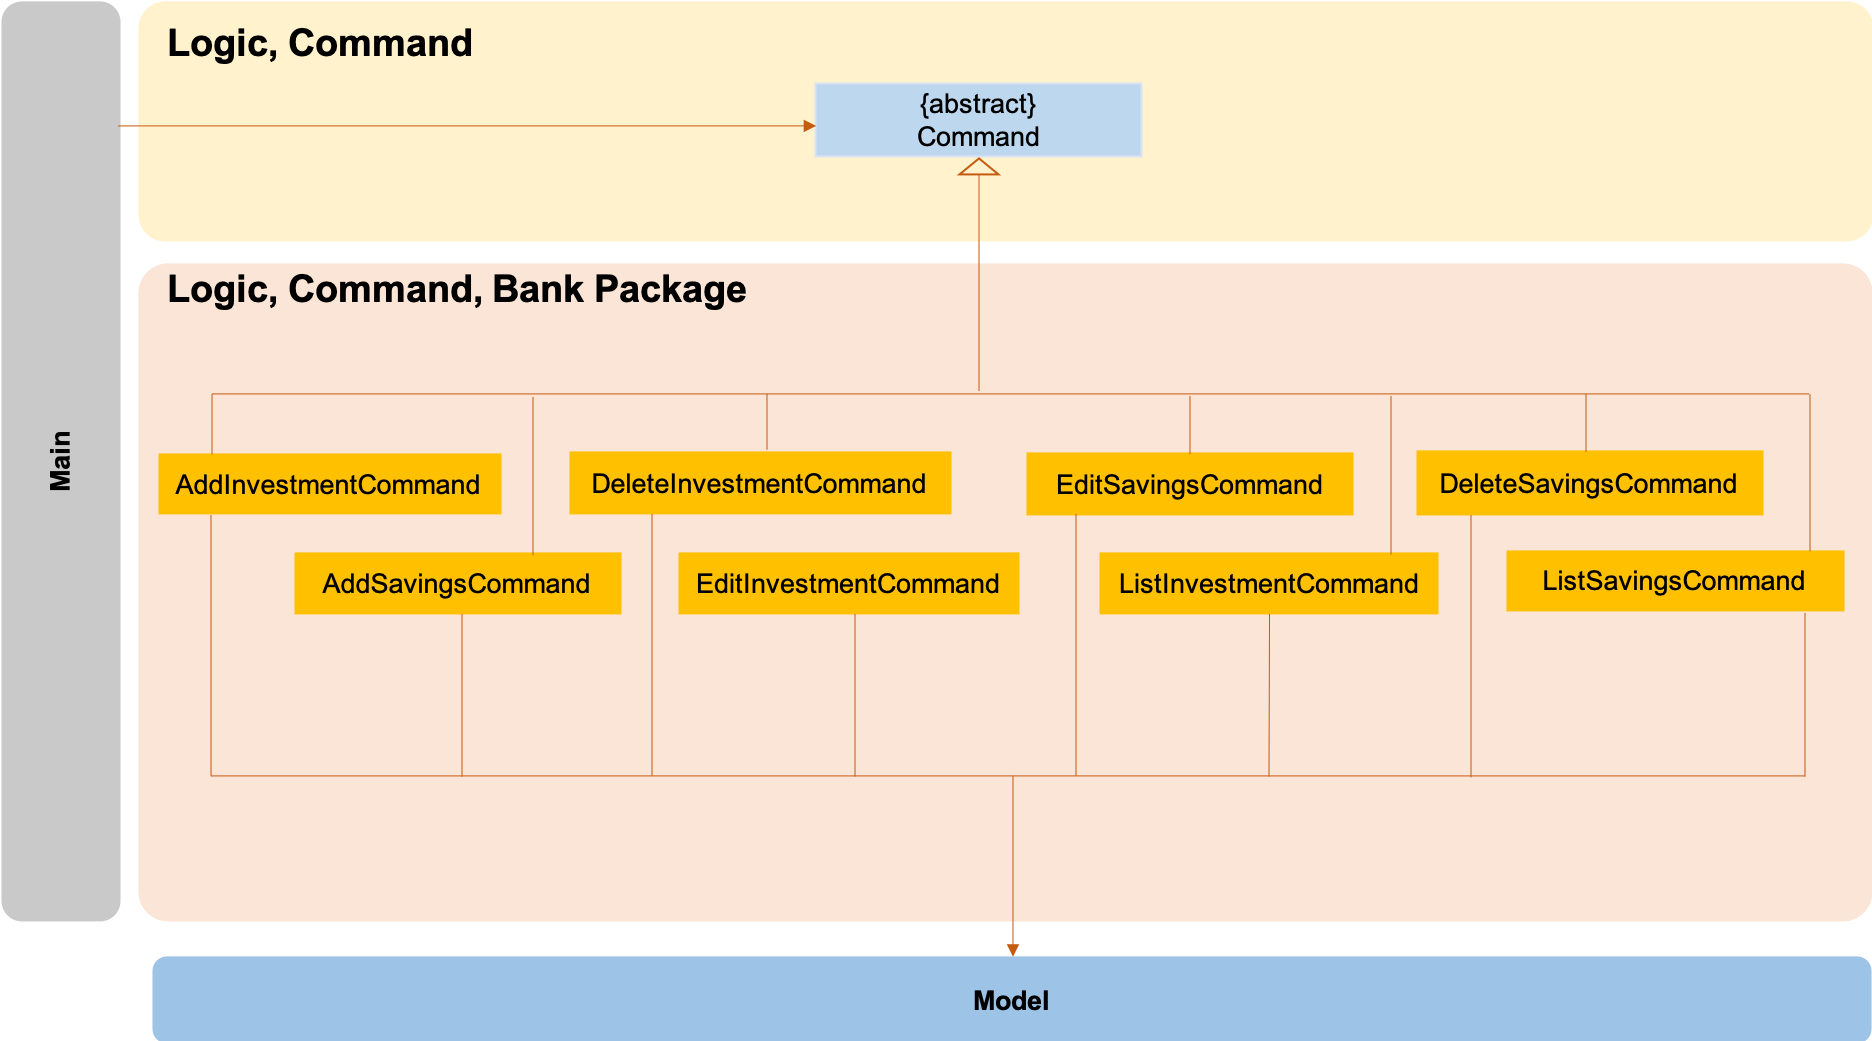 Logic, Command
{abstract}
Command
Logic, Command, Bank Package
Main
AddInvestmentCommand
DeleteInvestmentCommand
EditSavingsCommand
DeleteSavingsCommand
AddSavingsCommand
EditInvestmentCommand
ListInvestmentCommand
ListSavingsCommand
Model